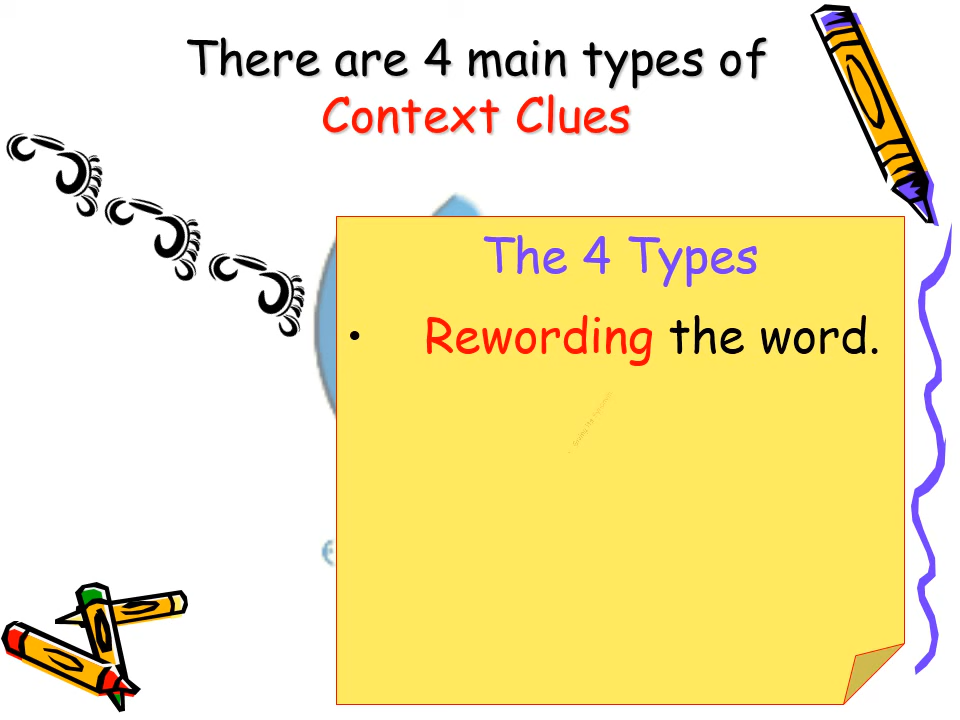 There are 4 main types of
Context Clues
The 4 Types
• Rewording the word.